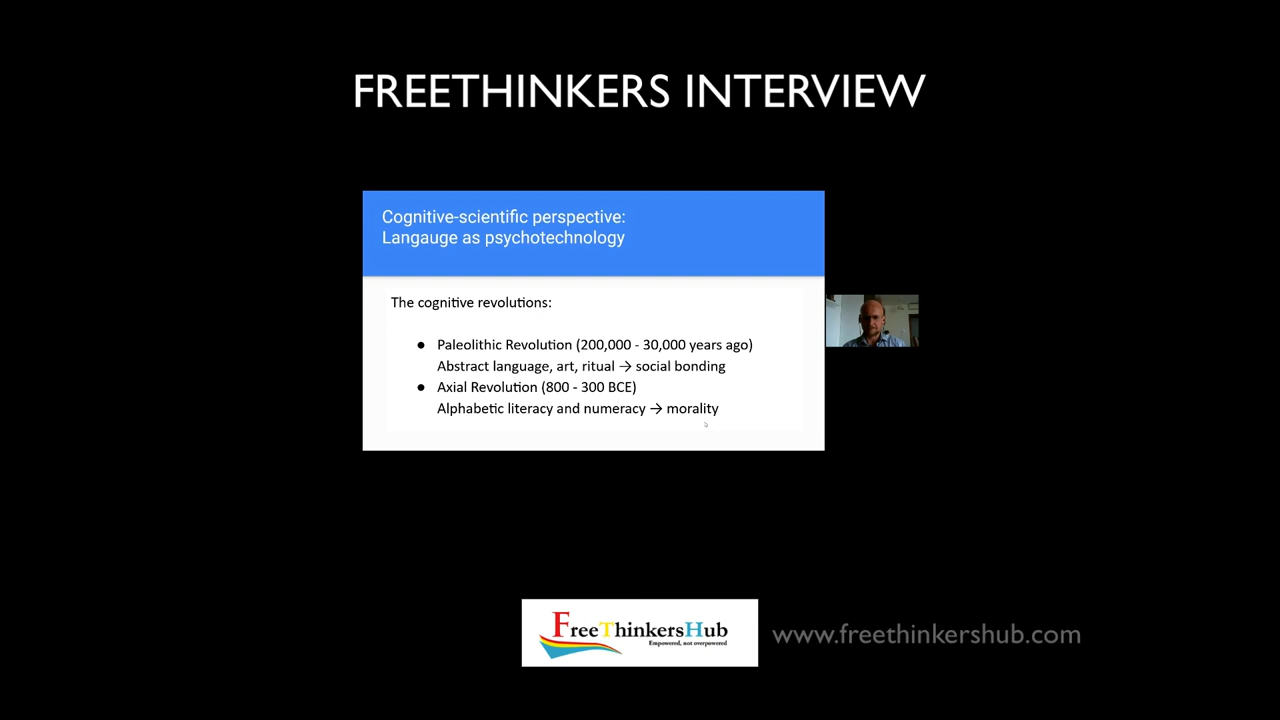 FREETHINKERS INTERVIEW
Cognitive-scientific perspective:
Langauge as psychotechnology
The cognitive revolutions:
● Paleolithic Revolution (200,000 - 30,000 years ago)
Abstract language, art, ritual → social bonding
● Axial Revolution (800 - 300 BCE)
Alphabetic literacy and numeracy → morality
FreeThinkersHub
Empowered, not overpowered
www.freethinkershub.com